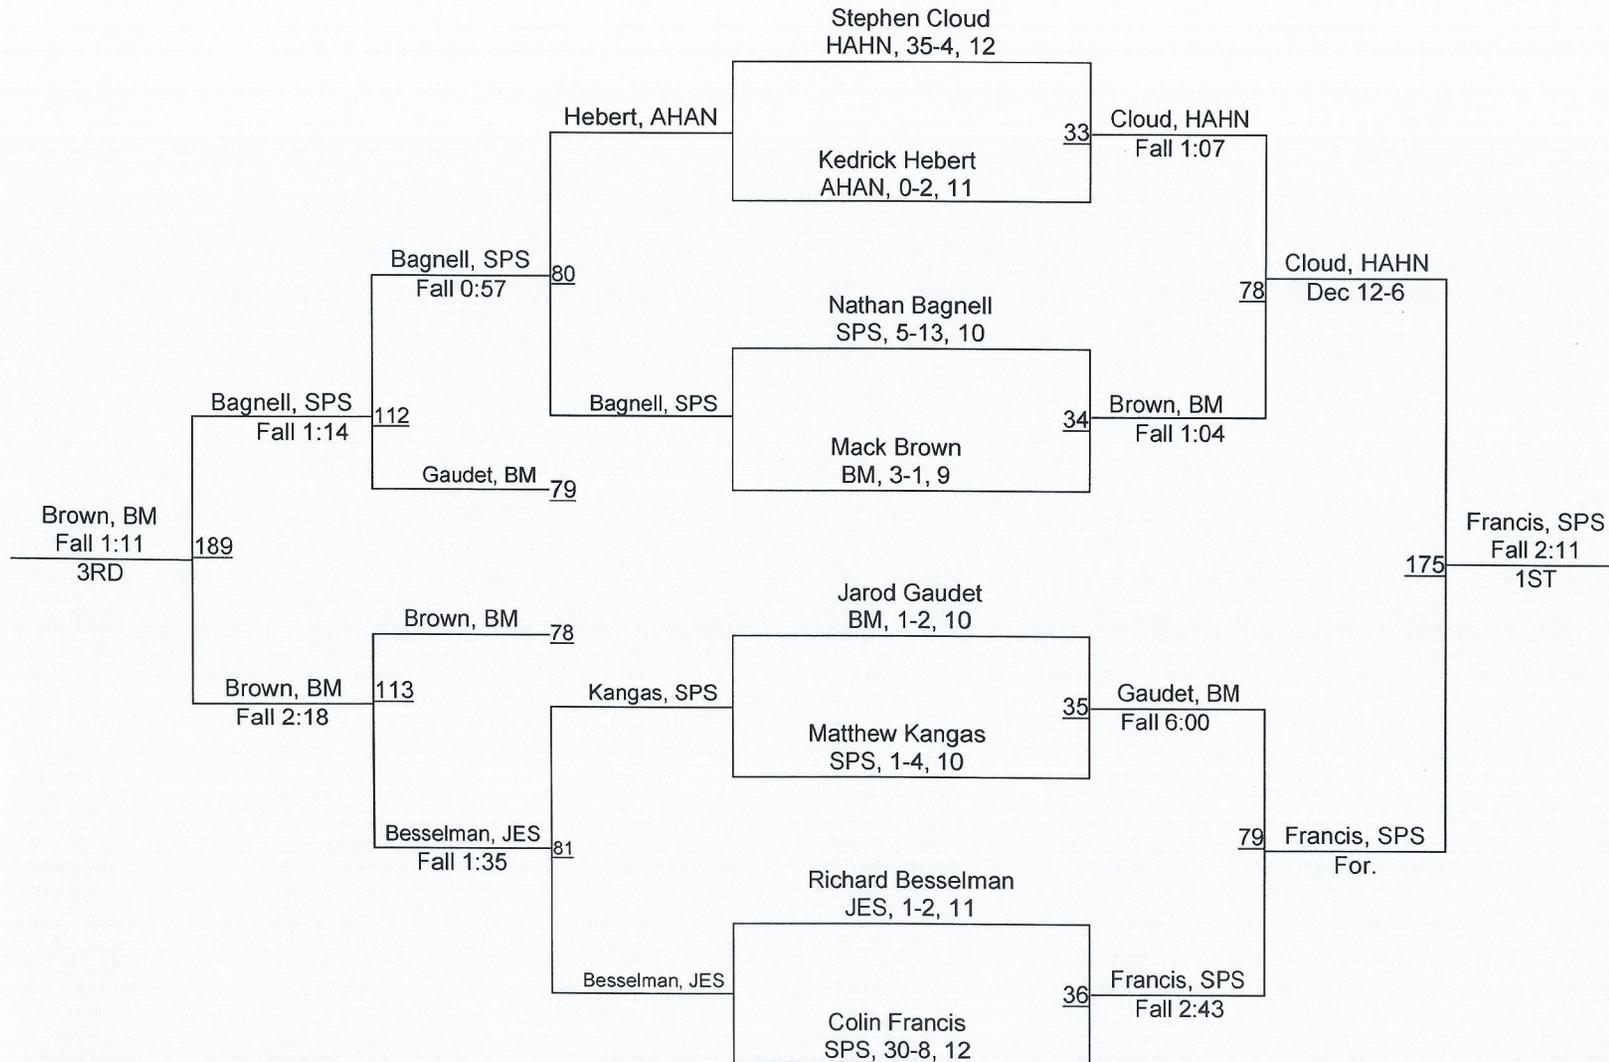 Stephen Cloud
HAHN, 35-4, 12
Hebert, AHAN
33
Cloud, HAHN
Fall 1:07
Kedrick Hebert
AHAN, 0-2, 11
Bagnell, SPS
Fall 0:57
80
Cloud, HAHN
Dec 12-6
78
Nathan Bagnell
SPS, 5-13, 10
Bagnell, SPS
Fall 1:14
112
Bagnell, SPS
34
Brown, BM
Fall 1:04
Mack Brown
BM, 3-1, 9
Gaudet, BM
79
Brown, BM
Fall 1:11
3RD
189
Francis, SPS
Fall 2:11
1ST
175
Jarod Gaudet
BM, 1-2, 10
Brown, BM
78
Brown, BM
Fall 2:18
113
Kangas, SPS
35
Gaudet, BM
Fall 6:00
Matthew Kangas
SPS, 1-4, 10
Besselman, JES
Fall 1:35
81
79
Francis, SPS
For.
Richard Besselman
JES, 1-2, 11
Besselman, JES
36
Francis, SPS
Fall 2:43
Colin Francis
SPS, 30-8, 12